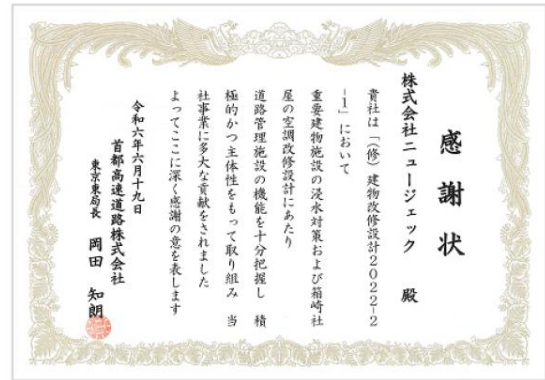 感謝状
株式会社ニュージェック 殿
貴社は「(修)建物改修設計2022-2
-1」において
重要建物施設の浸水対策および箱崎社
屋の空調改修設計にあたり
道路管理施設の機能を十分把握し 積
極的かつ主体性をもって取り組み 当
社事業に多大な貢献をされました
よってここに深く感謝の意を表します
令和六年六月十九日
首都高速道路株式会社
東京東局長 岡田 知朗